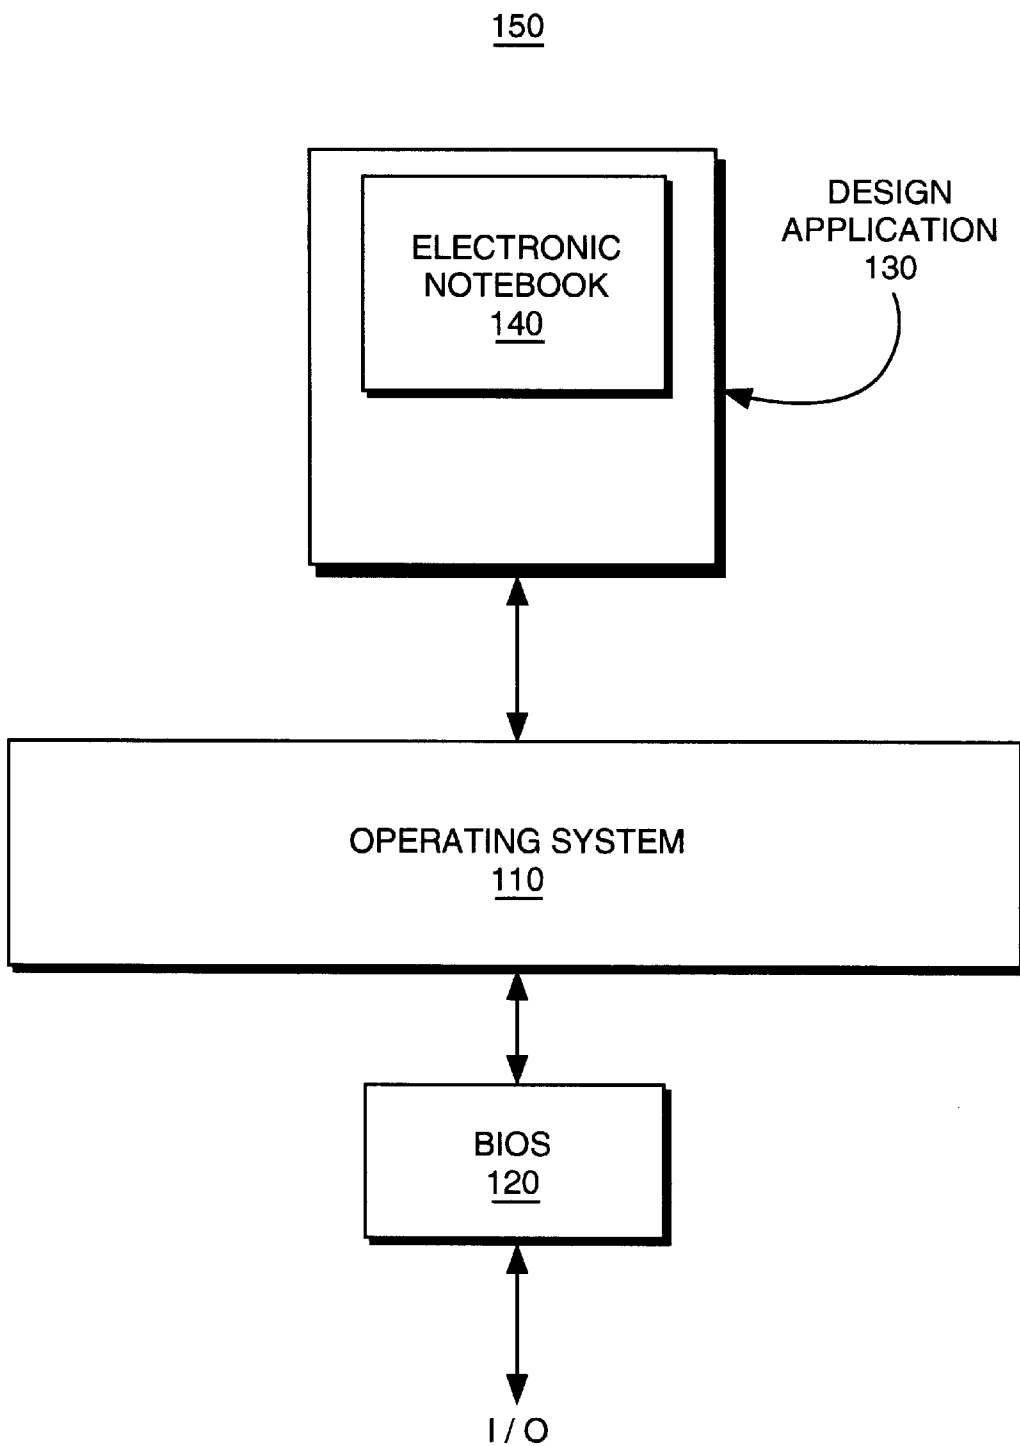 150
ELECTRONIC
NOTEBOOK
140
DESIGN
APPLICATION
130
OPERATING SYSTEM
110
BIOS
120
I / O